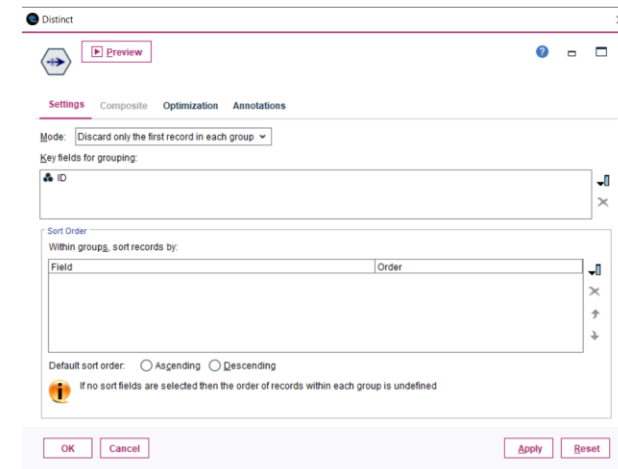 Distinct
Preview
Settings Composite Optimization Annotations
Mode: Discard only the first record in each group
Key fields for grouping:
ID
Sort Order
Within groups, sort records by:
Field Order
Default sort order: Ascending Descending
If no sort fields are selected then the order of records within each group is undefined
OK Cancel Apply Reset